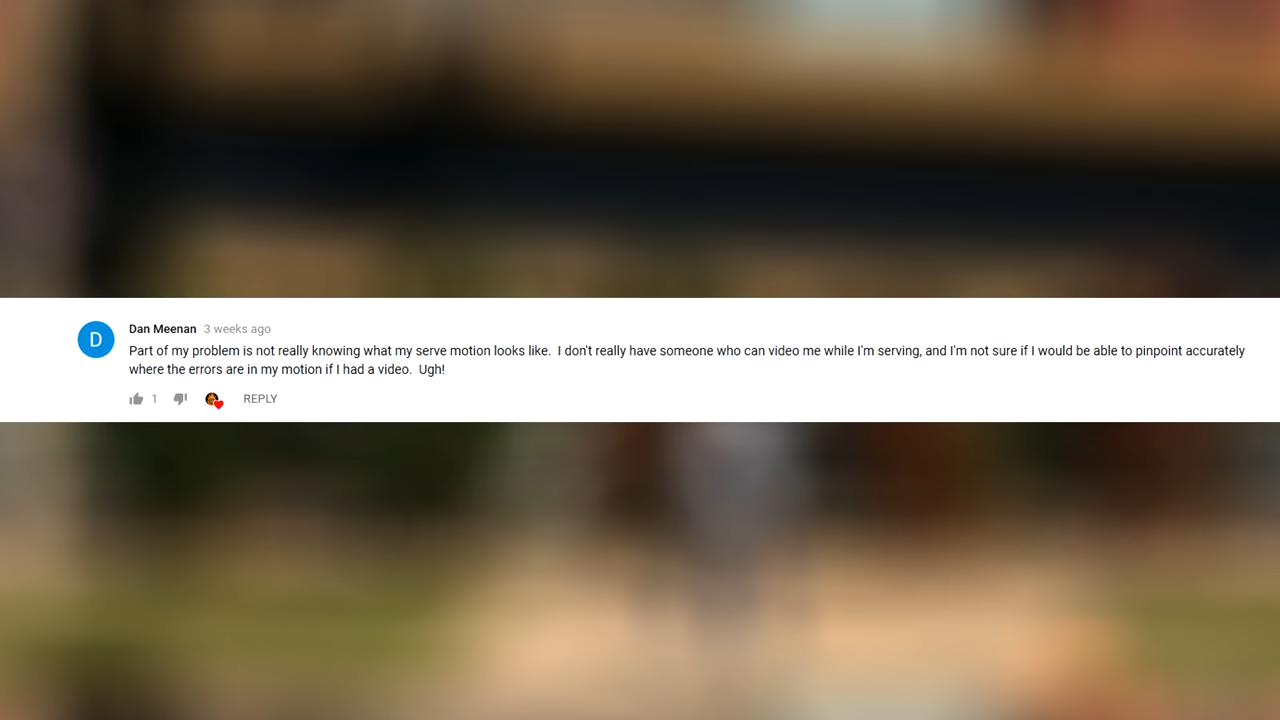 D
Dan Meenan 3 weeks ago
Part of my problem is not really knowing what my serve motion looks like.  I don't really have someone who can video me while I'm serving, and I'm not sure if I would be able to pinpoint accurately
where the errors are in my motion if I had a video.  Ugh!
1 REPLY